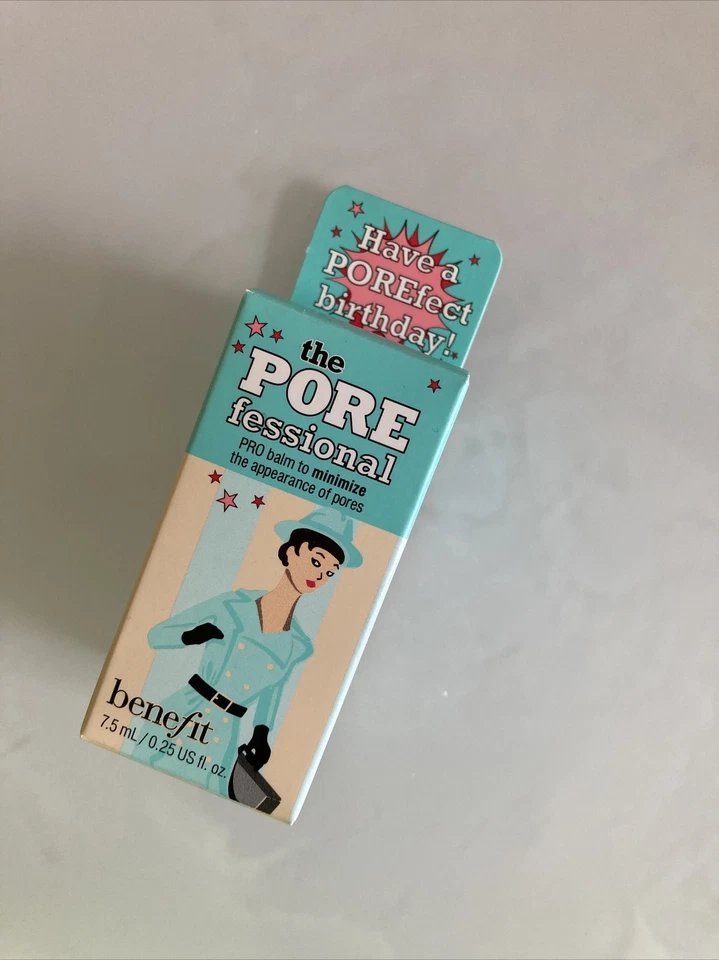 Have a
POREfect
birthday!
the
PORE
fessional
PRO balm to minimize
the appearance of pores
benefit
7.5 mL / 0.25 US fl. oz.